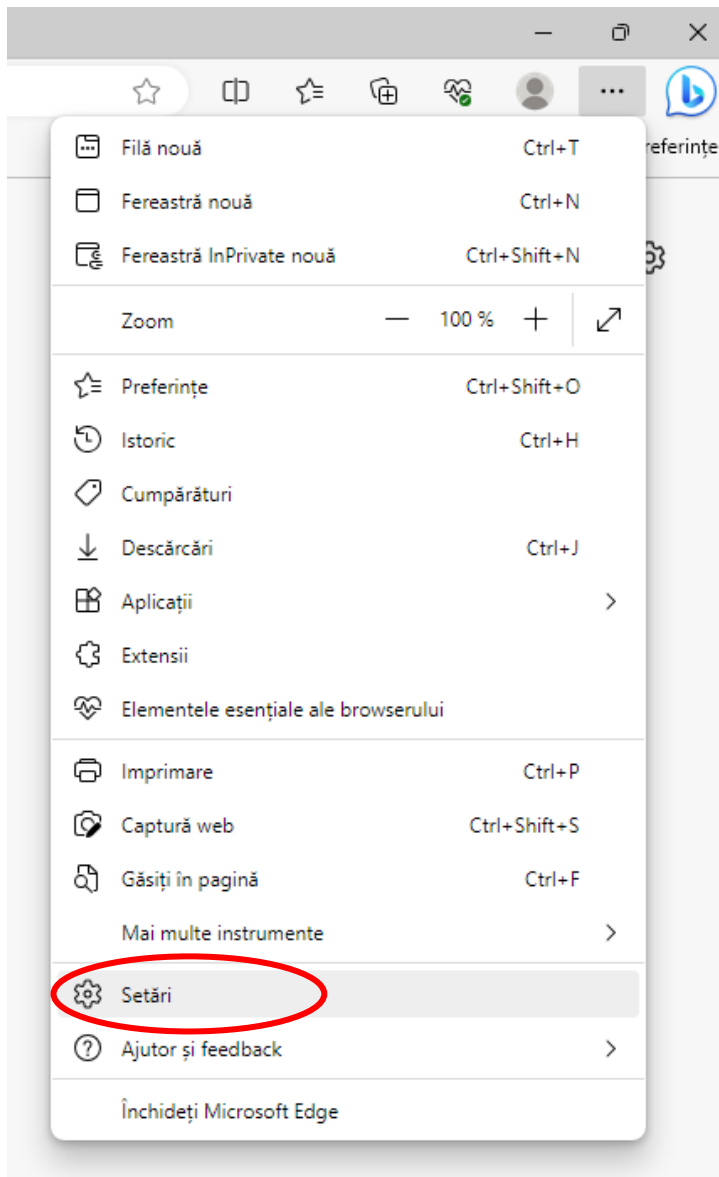 referințe
Filă nouă Ctrl+T
Fereastră nouă Ctrl+N
Fereastră InPrivate nouă Ctrl+Shift+N
Zoom 100 %
Preferințe Ctrl+Shift+O
Istoric Ctrl+H
Cumpărături
Descărcări Ctrl+J
Aplicații
Extensii
Elementele esențiale ale browserului
Imprimare Ctrl+P
Captură web Ctrl+Shift+S
Găsiți în pagină Ctrl+F
Mai multe instrumente
Setări
Ajutor și feedback
Închideți Microsoft Edge